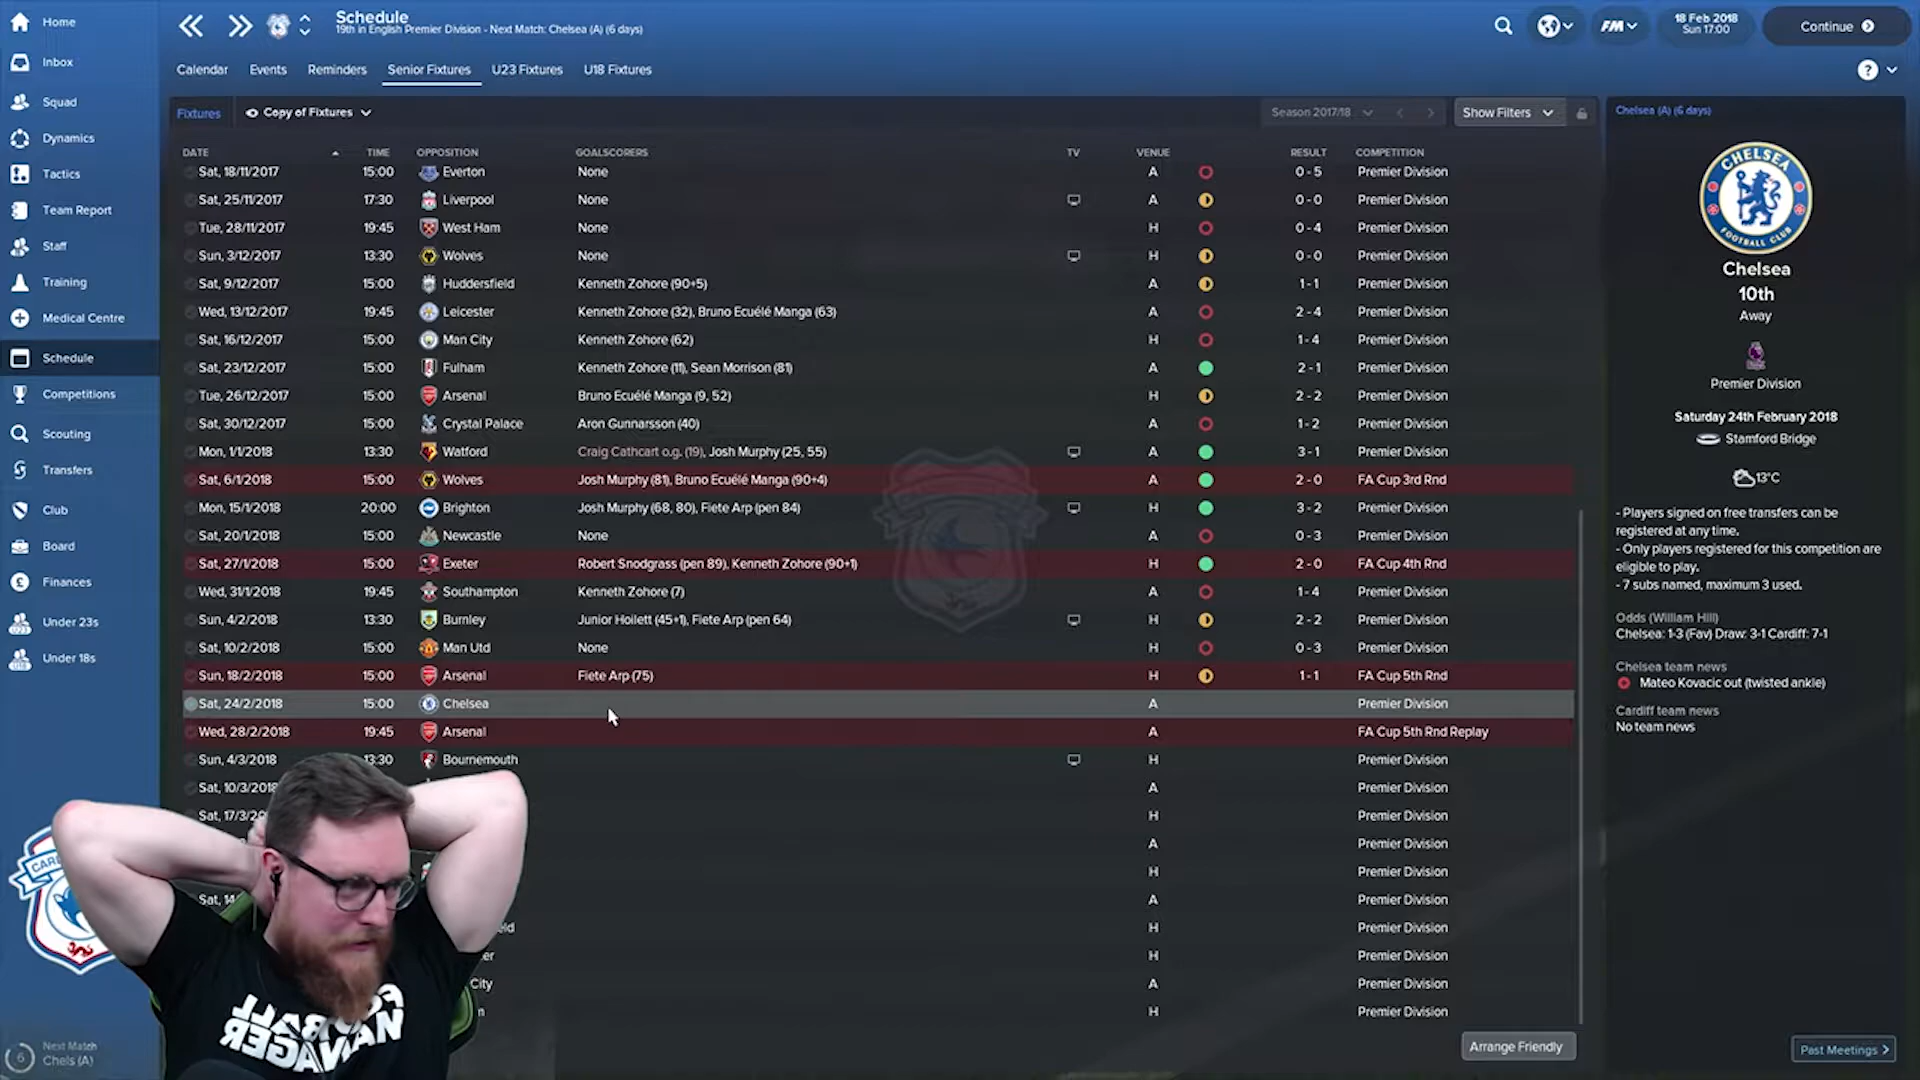 Home
Schedule
19th in English Premier Division - Next Match: Chelsea (A) (6 days)
FM
18 Feb 2018
Sun 17:00
Continue
Inbox
Calendar Events Reminders Senior Fixtures U23 Fixtures U18 Fixtures
Squad
Fixtures Copy of Fixtures Season 2017/18 Show Filters
Chelsea (A) (6 days)
Dynamics
Tactics
Team Report
Staff
Training
Medical Centre
Schedule
Competitions
Scouting
Transfers
Club
Board
Finances
Under 23s
Under 18s
DATE TIME OPPOSITION GOALSCORERS TV VENUE RESULT COMPETITION
Sat, 18/11/2017 15:00 Everton None A 0 - 5 Premier Division
Sat, 25/11/2017 17:30 Liverpool None A 0 - 0 Premier Division
Tue, 28/11/2017 19:45 West Ham None H 0 - 4 Premier Division
Sun, 3/12/2017 13:30 Wolves None H 0 - 0 Premier Division
Sat, 9/12/2017 15:00 Huddersfield Kenneth Zohore (90+5) A 1 - 1 Premier Division
Wed, 13/12/2017 19:45 Leicester Kenneth Zohore (32), Bruno Ecuélé Manga (63) A 2 - 4 Premier Division
Sat, 16/12/2017 15:00 Man City Kenneth Zohore (62) H 1 - 4 Premier Division
Sat, 23/12/2017 15:00 Fulham Kenneth Zohore (11), Sean Morrison (81) A 2 - 1 Premier Division
Tue, 26/12/2017 15:00 Arsenal Bruno Ecuélé Manga (9, 52) H 2 - 2 Premier Division
Sat, 30/12/2017 15:00 Crystal Palace Aron Gunnarsson (40) A 1 - 2 Premier Division
Mon, 1/1/2018 13:30 Watford Craig Cathcart o.g. (19), Josh Murphy (25, 55) A 3 - 1 Premier Division
Sat, 6/1/2018 15:00 Wolves Josh Murphy (81), Bruno Ecuélé Manga (90+4) A 2 - 0 FA Cup 3rd Rnd
Mon, 15/1/2018 20:00 Brighton Josh Murphy (68, 80), Fiete Arp (pen 84) H 3 - 2 Premier Division
Sat, 20/1/2018 15:00 Newcastle None A 0 - 3 Premier Division
Sat, 27/1/2018 15:00 Exeter Robert Snodgrass (pen 89), Kenneth Zohore (90+1) H 2 - 0 FA Cup 4th Rnd
Wed, 31/1/2018 19:45 Southampton Kenneth Zohore (7) A 1 - 4 Premier Division
Sun, 4/2/2018 13:30 Burnley Junior Hoilett (45+1), Fiete Arp (pen 64) H 2 - 2 Premier Division
Sat, 10/2/2018 15:00 Man Utd None H 0 - 3 Premier Division
Sun, 18/2/2018 15:00 Arsenal Fiete Arp (75) H 1 - 1 FA Cup 5th Rnd
Sat, 24/2/2018 15:00 Chelsea A Premier Division
Wed, 28/2/2018 19:45 Arsenal A FA Cup 5th Rnd Replay
Sun, 4/3/2018 13:30 Bournemouth H Premier Division
Sat, 10/3/2018 A Premier Division
Sat, 17/3/20 H Premier Division
A Premier Division
H Premier Division
Sat, 14 A Premier Division
ld H Premier Division
er H Premier Division
City A Premier Division
m H Premier Division
Arrange Friendly
CHELSEA
FOOTBALL CLUB
Chelsea
10th
Away
Premier Division
Saturday 24th February 2018
Stamford Bridge
13°C
- Players signed on free transfers can be
registered at any time.
- Only players registered for this competition are
eligible to play.
- 7 subs named, maximum 3 used.
Odds (William Hill)
Chelsea: 1-3 (Fav) Draw: 3-1 Cardiff: 7-1
Chelsea team news
Mateo Kovacic out (twisted ankle)
Cardiff team news
No team news
Past Meetings
CAR
FOOTBALL
MANAGER
6 Next Match
Chels (A)